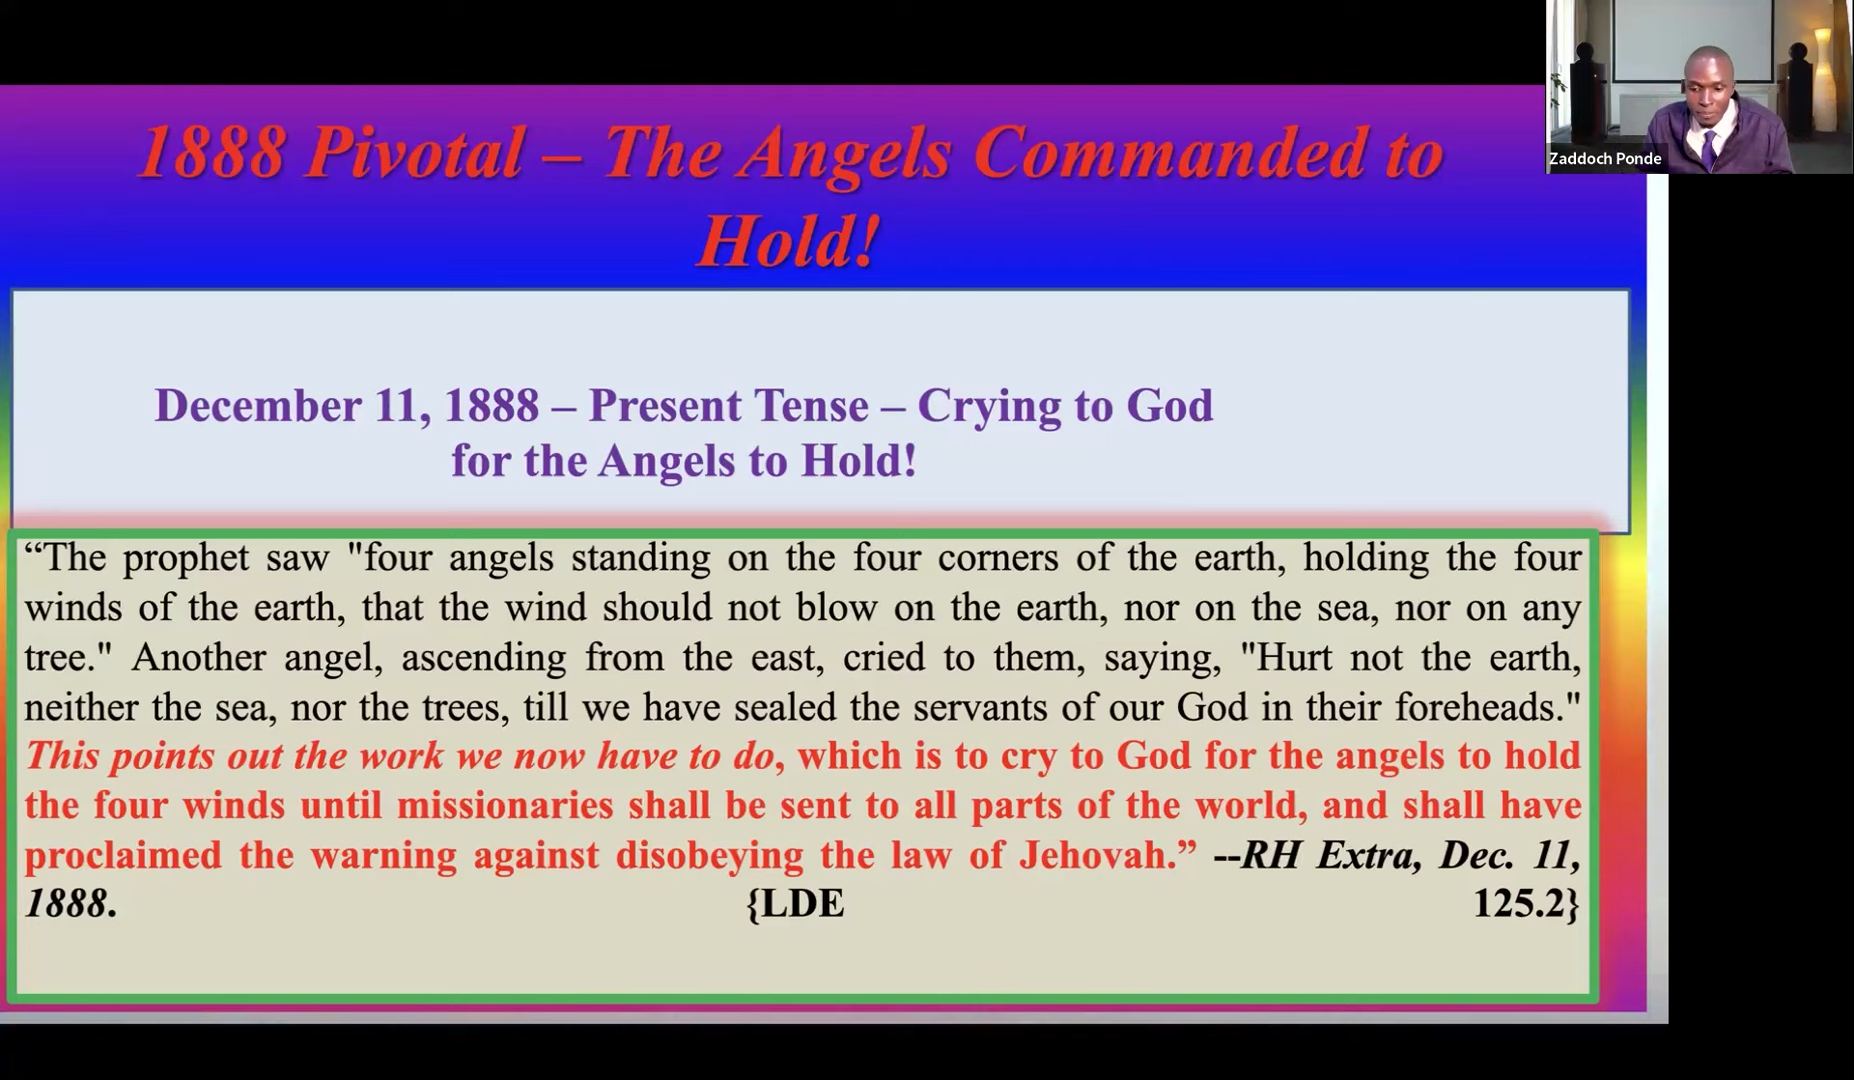 1888 Pivotal – The Angels Commanded to
Hold!
Zaddoch Ponde
December 11, 1888 – Present Tense – Crying to God
for the Angels to Hold!
“The prophet saw "four angels standing on the four corners of the earth, holding the four
winds of the earth, that the wind should not blow on the earth, nor on the sea, nor on any
tree." Another angel, ascending from the east, cried to them, saying, "Hurt not the earth,
neither the sea, nor the trees, till we have sealed the servants of our God in their foreheads."
This points out the work we now have to do, which is to cry to God for the angels to hold
the four winds until missionaries shall be sent to all parts of the world, and shall have
proclaimed the warning against disobeying the law of Jehovah.” --RH Extra, Dec. 11,
1888. {LDE 125.2}